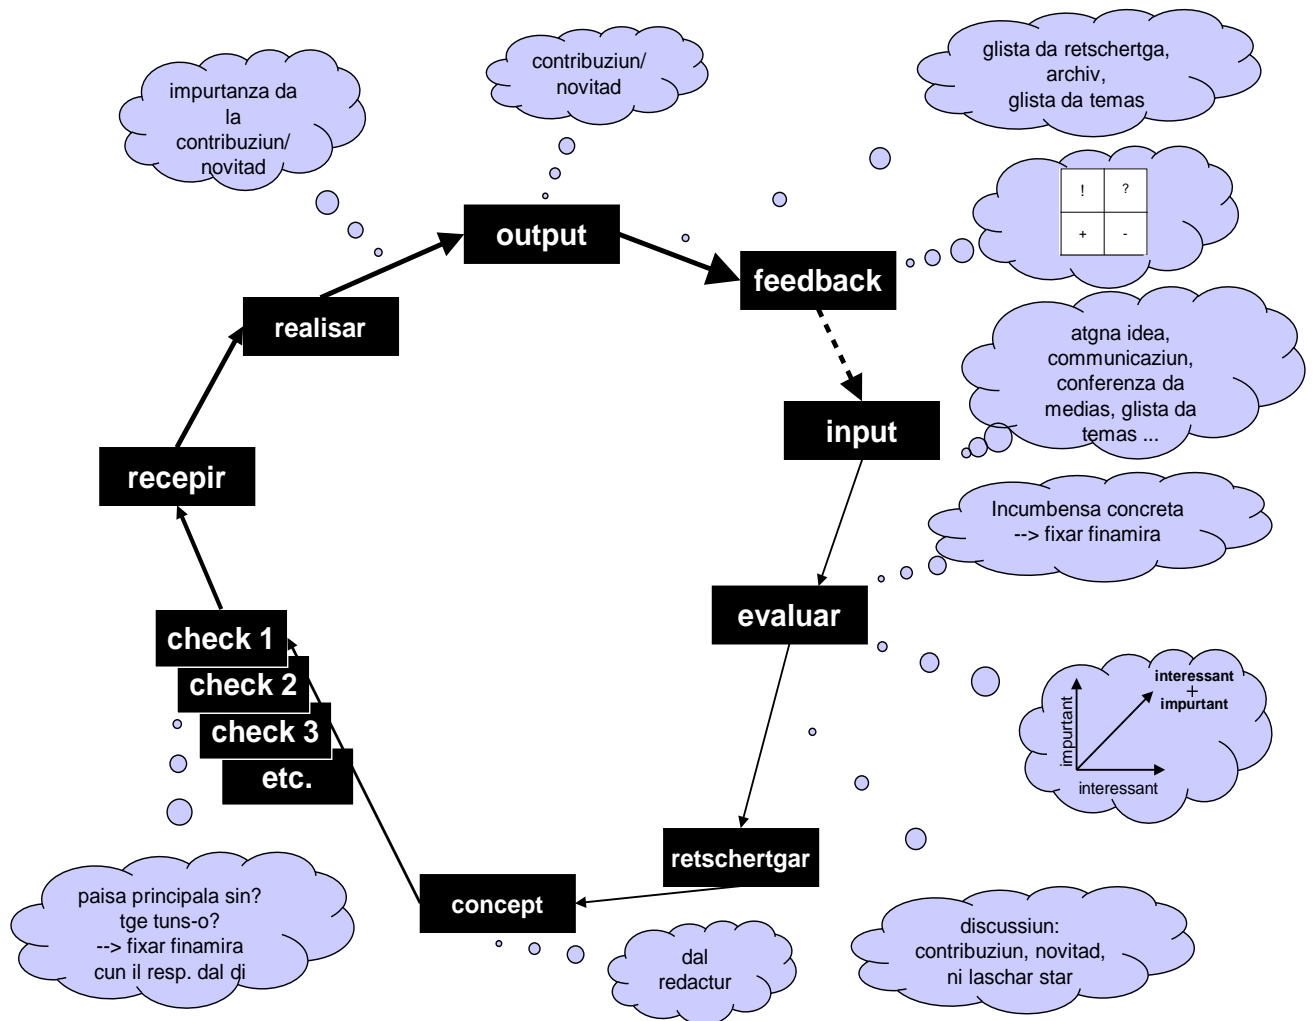 glista da retschertga,
archiv,
glista da temas
contribuziun/
novitad
impurtanza da
la
contribuziun/
novitad
!
?
+
-
output
feedback
realisar
atgna idea,
communicaziun,
conferenza da
medias, glista da
temas ...
input
recepir
Incumbensa concreta
--> fixar finamira
evaluar
check 1
check 2
check 3
etc.
interessant
+
impurtant
impurtant
interessant
retschertgar
concept
paisa principala sin?
tge tuns-o?
--> fixar finamira
cun il resp. dal di
dal
redactur
discussiun:
contribuziun, novitad,
ni laschar star